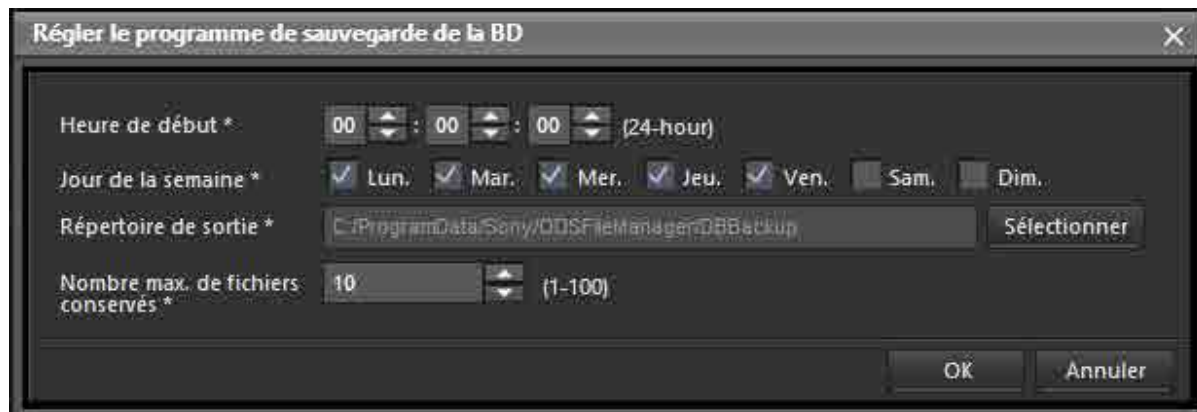 Régler le programme de sauvegarde de la BD
Heure de début * 00 : 00 : 00 (24-hour)
Jour de la semaine * Lun. Mar. Mer. Jeu. Ven. Sam. Dim.
Répertoire de sortie * C:/ProgramData/Sony/ODSFileManager/DBBackup Sélectionner
Nombre max. de fichiers
conservés * 10 (1-100)
OK Annuler